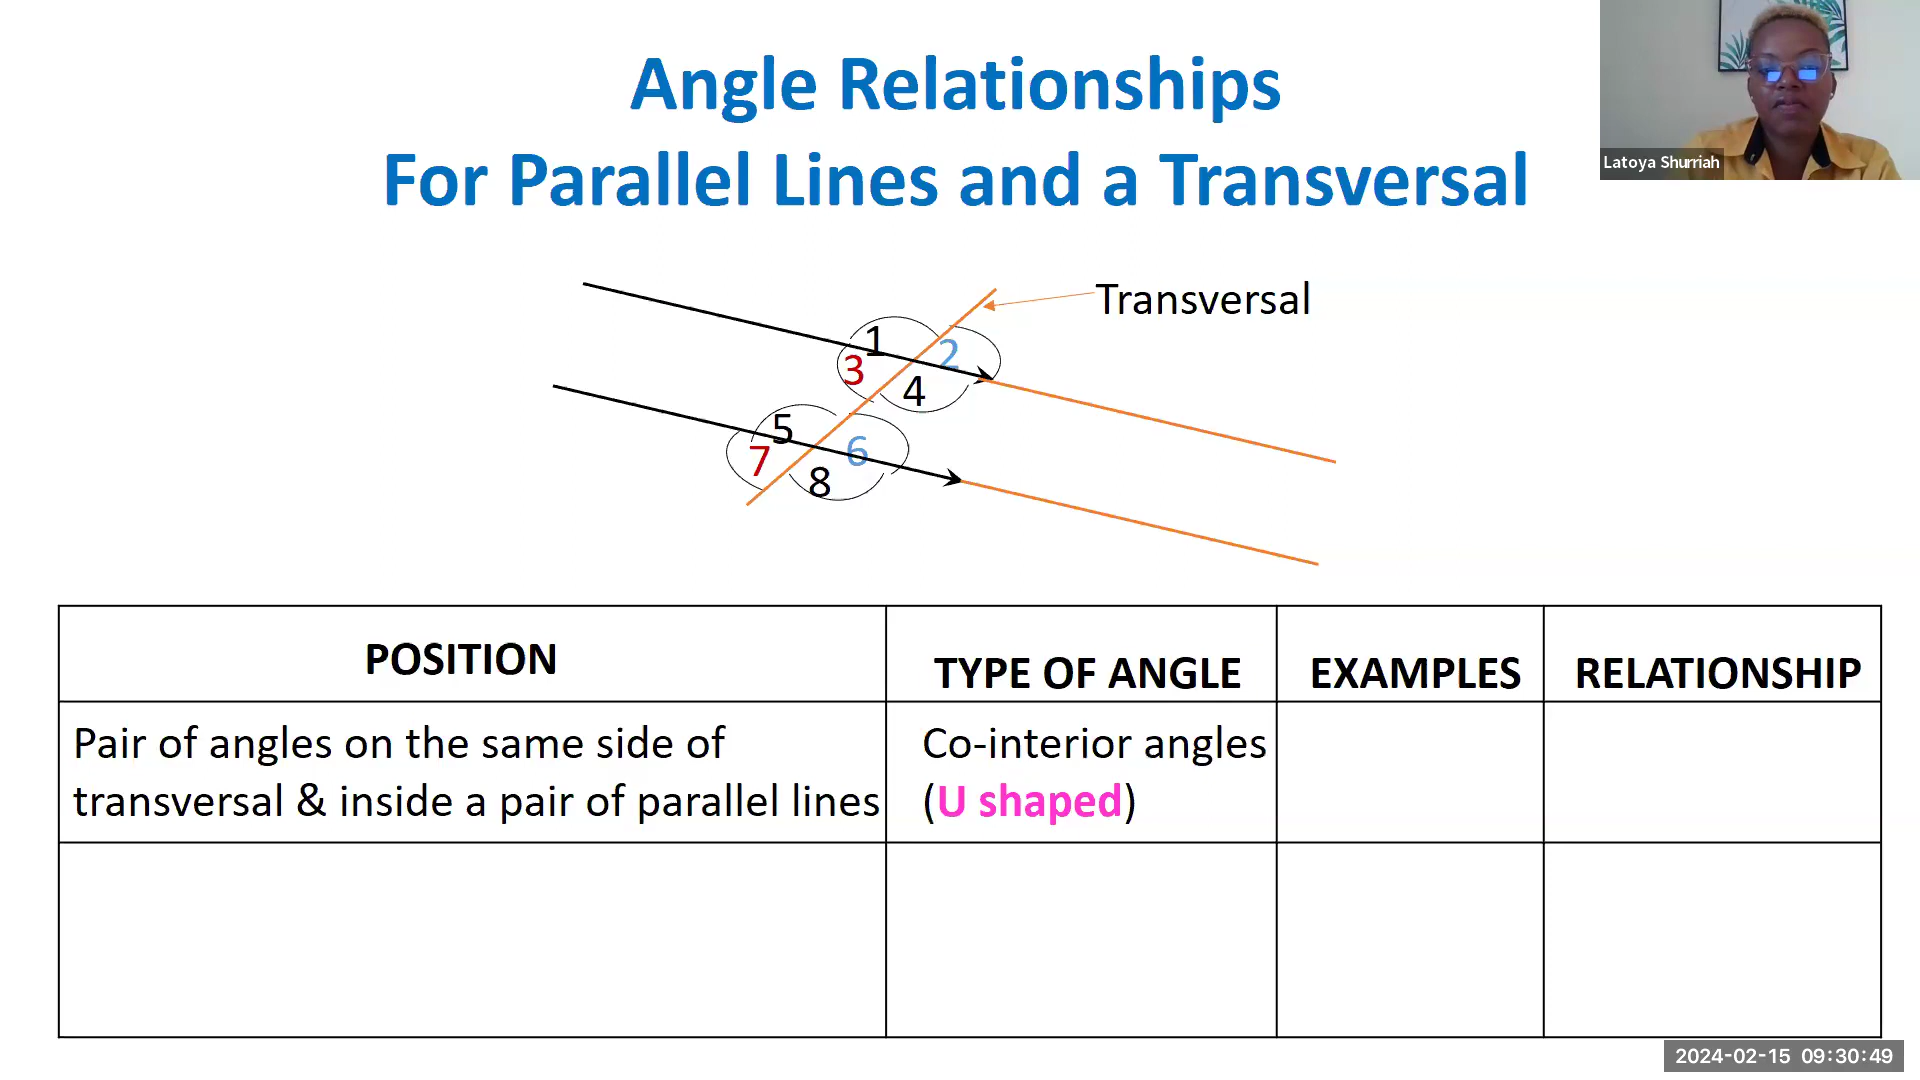 Angle Relationships
For Parallel Lines and a Transversal
Latoya Shurriah
Transversal
1
2
3
4
5
6
7
8
POSITION
TYPE OF ANGLE
EXAMPLES
RELATIONSHIP
Pair of angles on the same side of
transversal & inside a pair of parallel lines
Co-interior angles
(U shaped)
2024-02-15 09:30:49